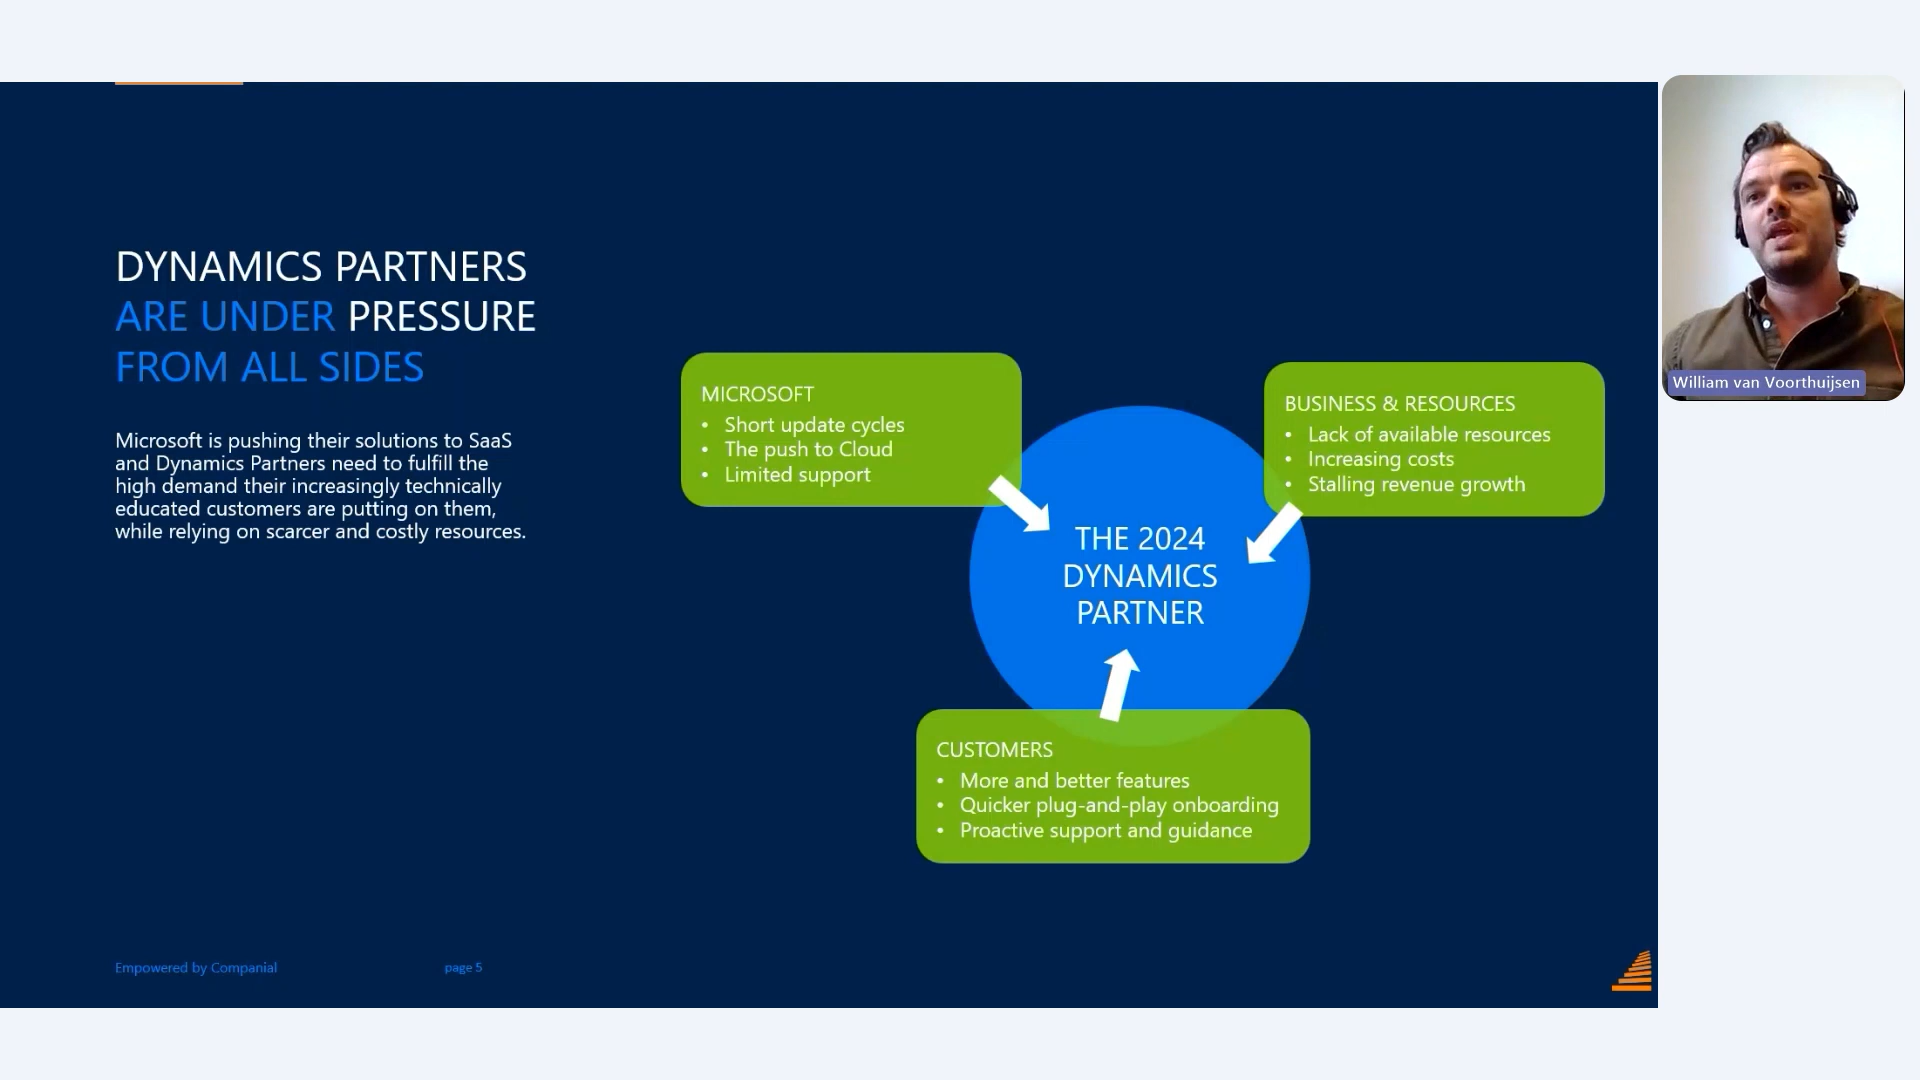 DYNAMICS PARTNERS
ARE UNDER PRESSURE
FROM ALL SIDES
Microsoft is pushing their solutions to SaaS
and Dynamics Partners need to fulfill the
high demand their increasingly technically
educated customers are putting on them,
while relying on scarcer and costly resources.
MICROSOFT
• Short update cycles
• The push to Cloud
• Limited support
BUSINESS & RESOURCES
• Lack of available resources
• Increasing costs
• Stalling revenue growth
THE 2024
DYNAMICS
PARTNER
CUSTOMERS
• More and better features
• Quicker plug-and-play onboarding
• Proactive support and guidance
Empowered by Companial
page 5
William van Voorthuijsen